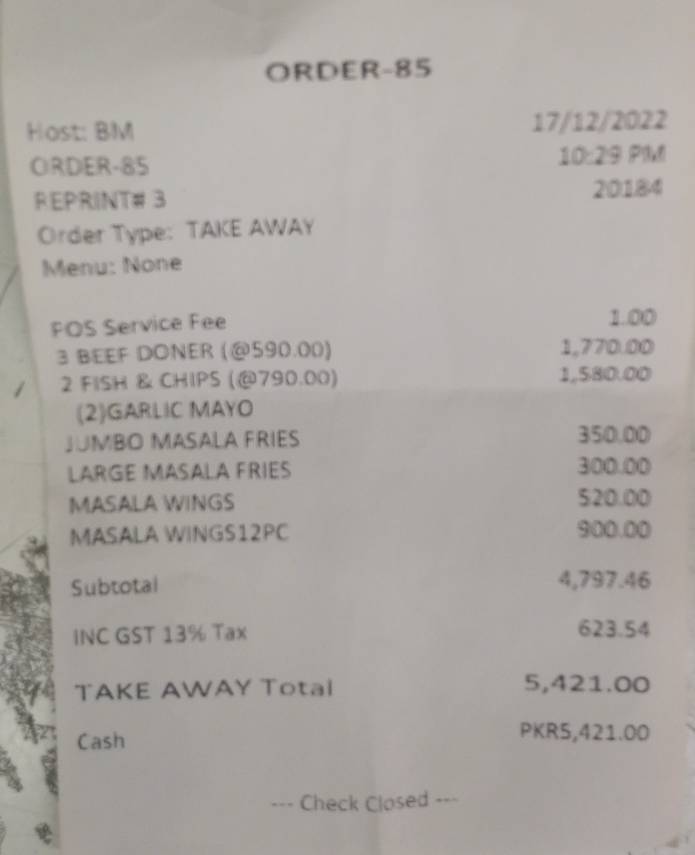 ORDER-85
Host: BM 17/12/2022
ORDER-85 10:29 PM
REPRINT# 3 20184
Order Type: TAKE AWAY
Menu: None
POS Service Fee 1.00
3 BEEF DONER (@590.00) 1,770.00
2 FISH & CHIPS (@790.00) 1,580.00
(2)GARLIC MAYO
JUMBO MASALA FRIES 350.00
LARGE MASALA FRIES 300.00
MASALA WINGS 520.00
MASALA WINGS12PC 900.00
Subtotal 4,797.46
INC GST 13% Tax 623.54
TAKE AWAY Total 5,421.00
Cash PKR5,421.00
--- Check Closed ---